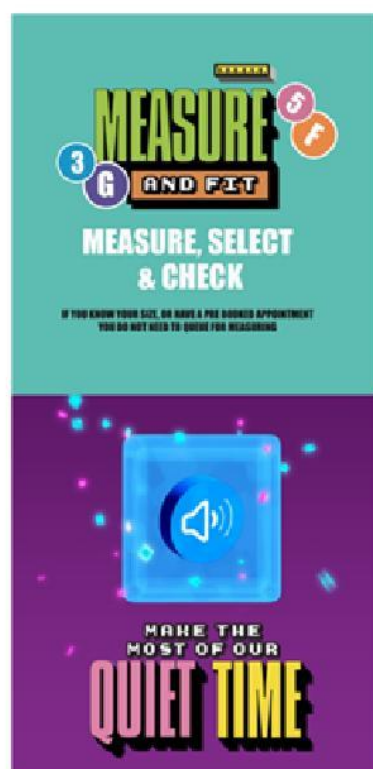 MEASURE
5
F
3
G
AND FIT
MEASURE, SELECT
& CHECK
IF YOU KNOW YOUR SIZE, OR HAVE A PRE BOOKED APPOINTMENT
YOU DO NOT NEED TO QUEUE FOR MEASURING
MAKE THE
MOST OF OUR
QUIET TIME